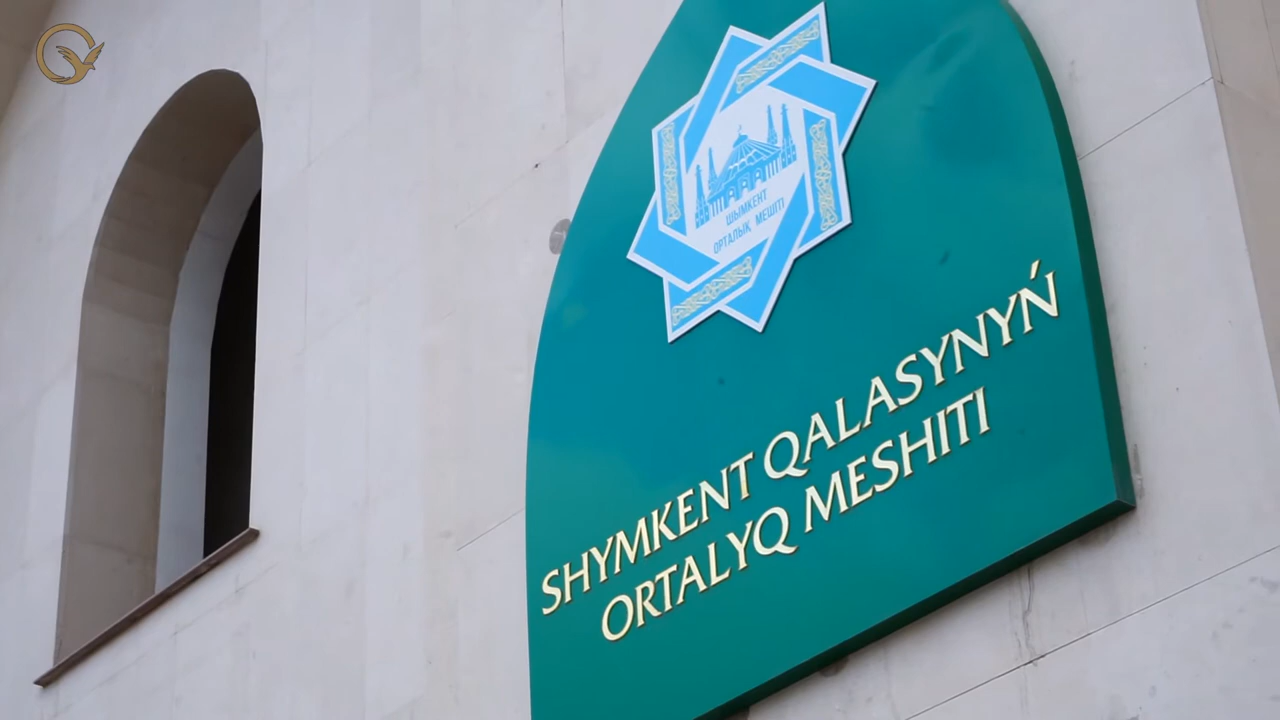 ШЫМКЕНТ
ОРТАЛЫҚ МЕШІТІ
SHYMKENT QALASYNYŃ
ORTALYQ MESHITI